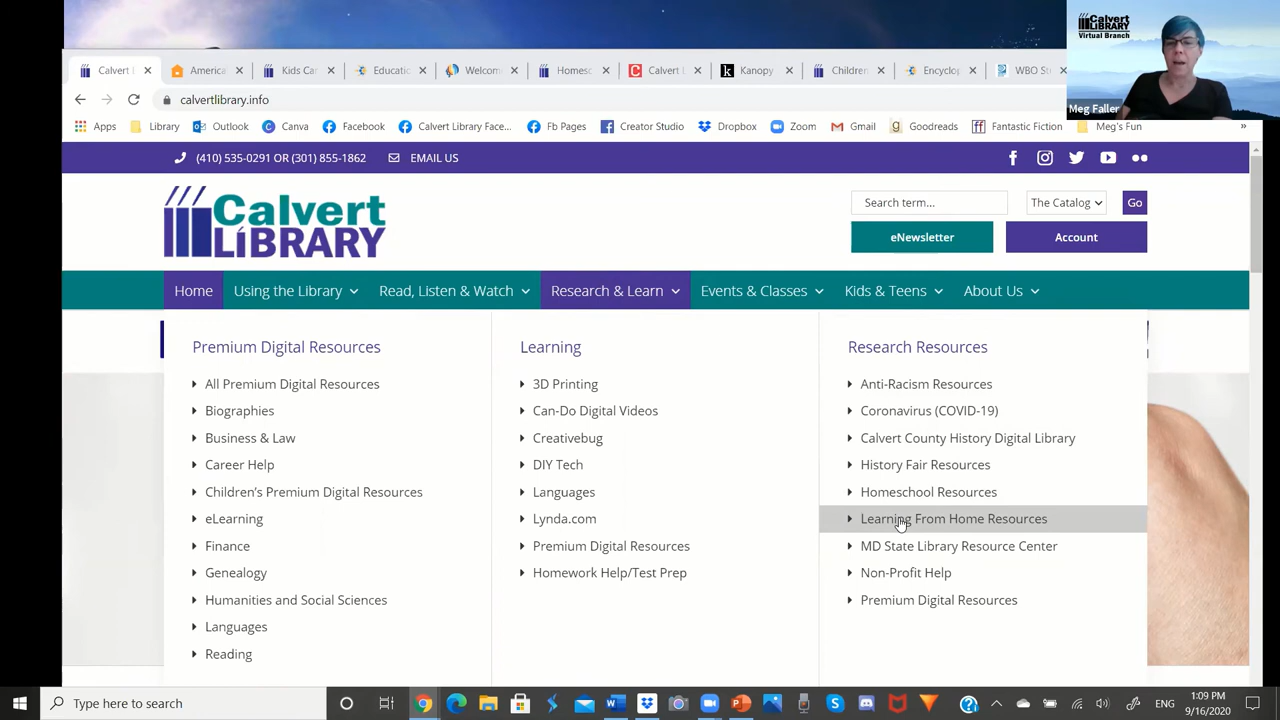 Calvert LIBRARY
Virtual Branch
Meg Faller
Calvert L
America
Kids Car
Educatic
Welcom
Homesc
Calvert L
Kanopy
Children
Encyclop
WBO St
calvertlibrary.info
Apps
Library
Outlook
Canva
Facebook
Calvert Library Face...
Fb Pages
Creator Studio
Dropbox
Zoom
Gmail
Goodreads
Fantastic Fiction
Meg's Fun
»
(410) 535-0291 OR (301) 855-1862
EMAIL US
Calvert
LIBRARY
Search term...
The Catalog
Go
eNewsletter
Account
Home
Using the Library
Read, Listen & Watch
Research & Learn
Events & Classes
Kids & Teens
About Us
Premium Digital Resources
All Premium Digital Resources
Biographies
Business & Law
Career Help
Children's Premium Digital Resources
eLearning
Finance
Genealogy
Humanities and Social Sciences
Languages
Reading
Learning
3D Printing
Can-Do Digital Videos
Creativebug
DIY Tech
Languages
Lynda.com
Premium Digital Resources
Homework Help/Test Prep
Research Resources
Anti-Racism Resources
Coronavirus (COVID-19)
Calvert County History Digital Library
History Fair Resources
Homeschool Resources
Learning From Home Resources
MD State Library Resource Center
Non-Profit Help
Premium Digital Resources
Type here to search
ENG
1:09 PM
9/16/2020